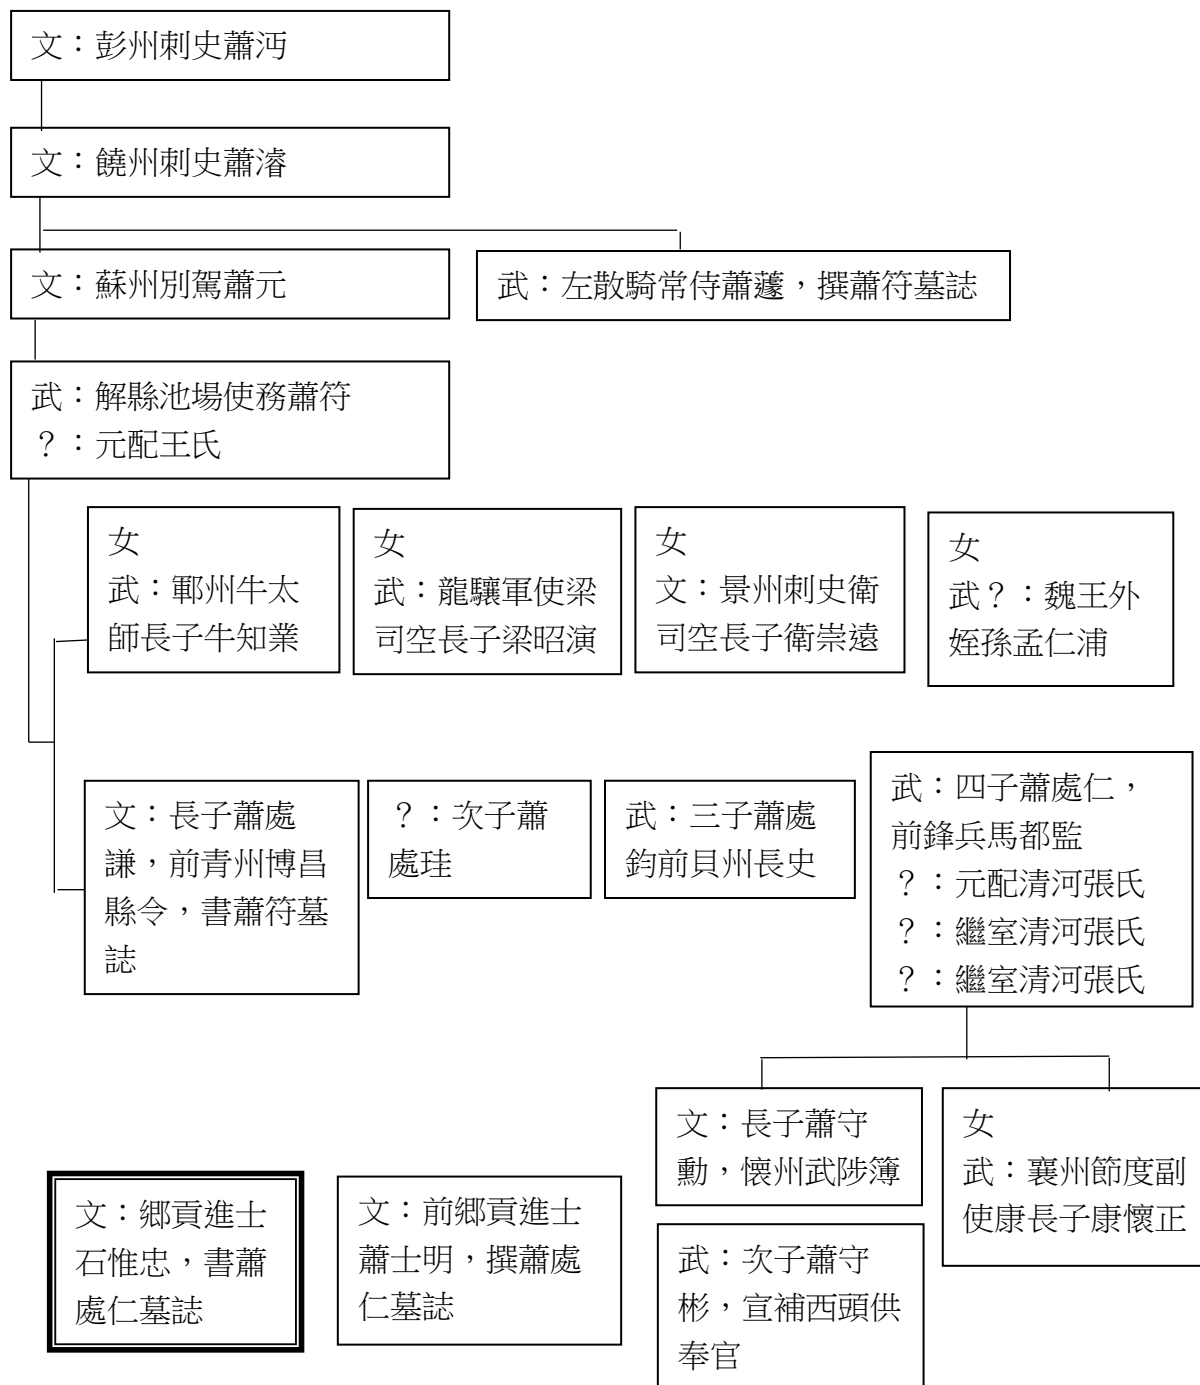 文：彭州刺史蕭沔
文：饒州刺史蕭濬
文：蘇州別駕蕭元
武：左散騎常侍蕭蘧，撰蕭符墓誌
武：解縣池場使務蕭符
？：元配王氏
女
武：鄆州牛太
師長子牛知業
女
武：龍驤軍使梁
司空長子梁昭演
女
文：景州刺史衛
司空長子衛崇遠
女
武？：魏王外
姪孫孟仁浦
文：長子蕭處
謙，前青州博昌
縣令，書蕭符墓
誌
？：次子蕭
處珪
武：三子蕭處
鈞前貝州長史
武：四子蕭處仁，
前鋒兵馬都監
？：元配清河張氏
？：繼室清河張氏
？：繼室清河張氏
文：長子蕭守
勳，懷州武陟簿
女
武：襄州節度副
使康長子康懷正
文：鄉貢進士
石惟忠，書蕭
處仁墓誌
文：前鄉貢進士
蕭士明，撰蕭處
仁墓誌
武：次子蕭守
彬，宣補西頭供
奉官